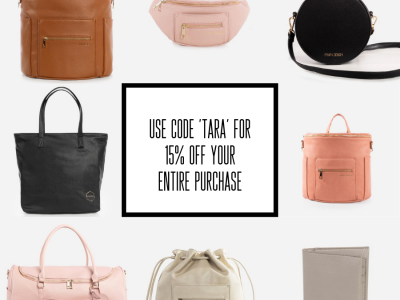 USE CODE 'TARA' FOR
15% OFF YOUR
ENTIRE PURCHASE